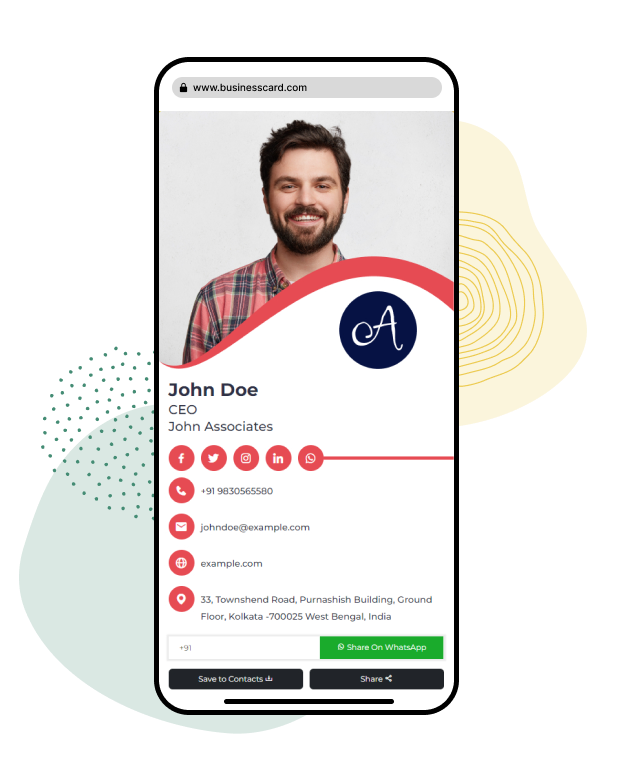 www.businesscard.com
A
John Doe
CEO
John Associates
+91 9830565580
johndoe@example.com
example.com
33, Townshend Road, Purnashish Building, Ground
Floor, Kolkata -700025 West Bengal, India
+91 Share On WhatsApp
Save to Contacts Share